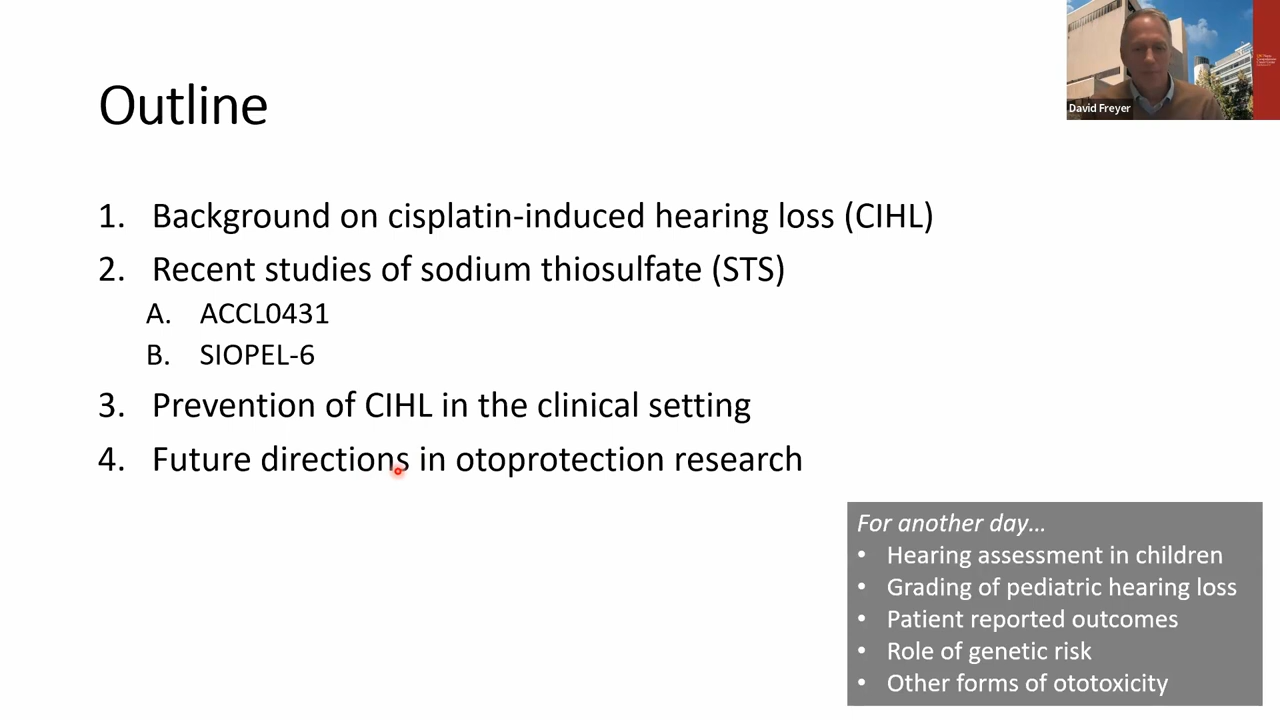 Outline
David Freyer
1. Background on cisplatin-induced hearing loss (CIHL)
2. Recent studies of sodium thiosulfate (STS)
A. ACCL0431
B. SIOPEL-6
3. Prevention of CIHL in the clinical setting
4. Future directions in otoprotection research
For another day…
• Hearing assessment in children
• Grading of pediatric hearing loss
• Patient reported outcomes
• Role of genetic risk
• Other forms of ototoxicity